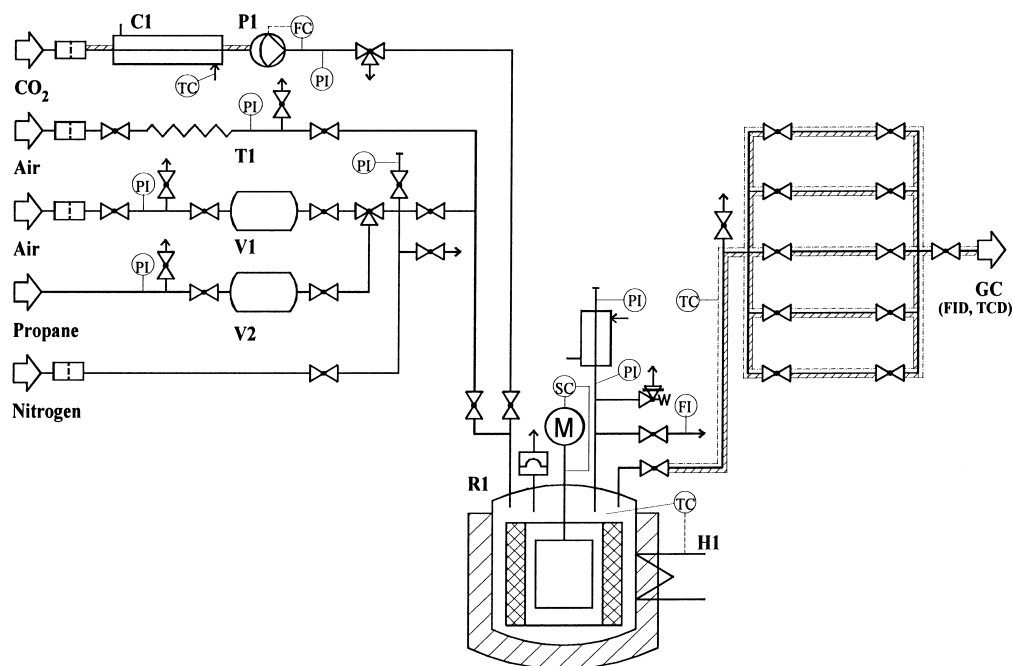 C1
P1
FC
CO2
TC
PI
PI
Air
T1
PI
PI
Air
V1
PI
Propane
V2
TC
GC
(FID, TCD)
PI
Nitrogen
PI
SC
FI
M
R1
TC
H1